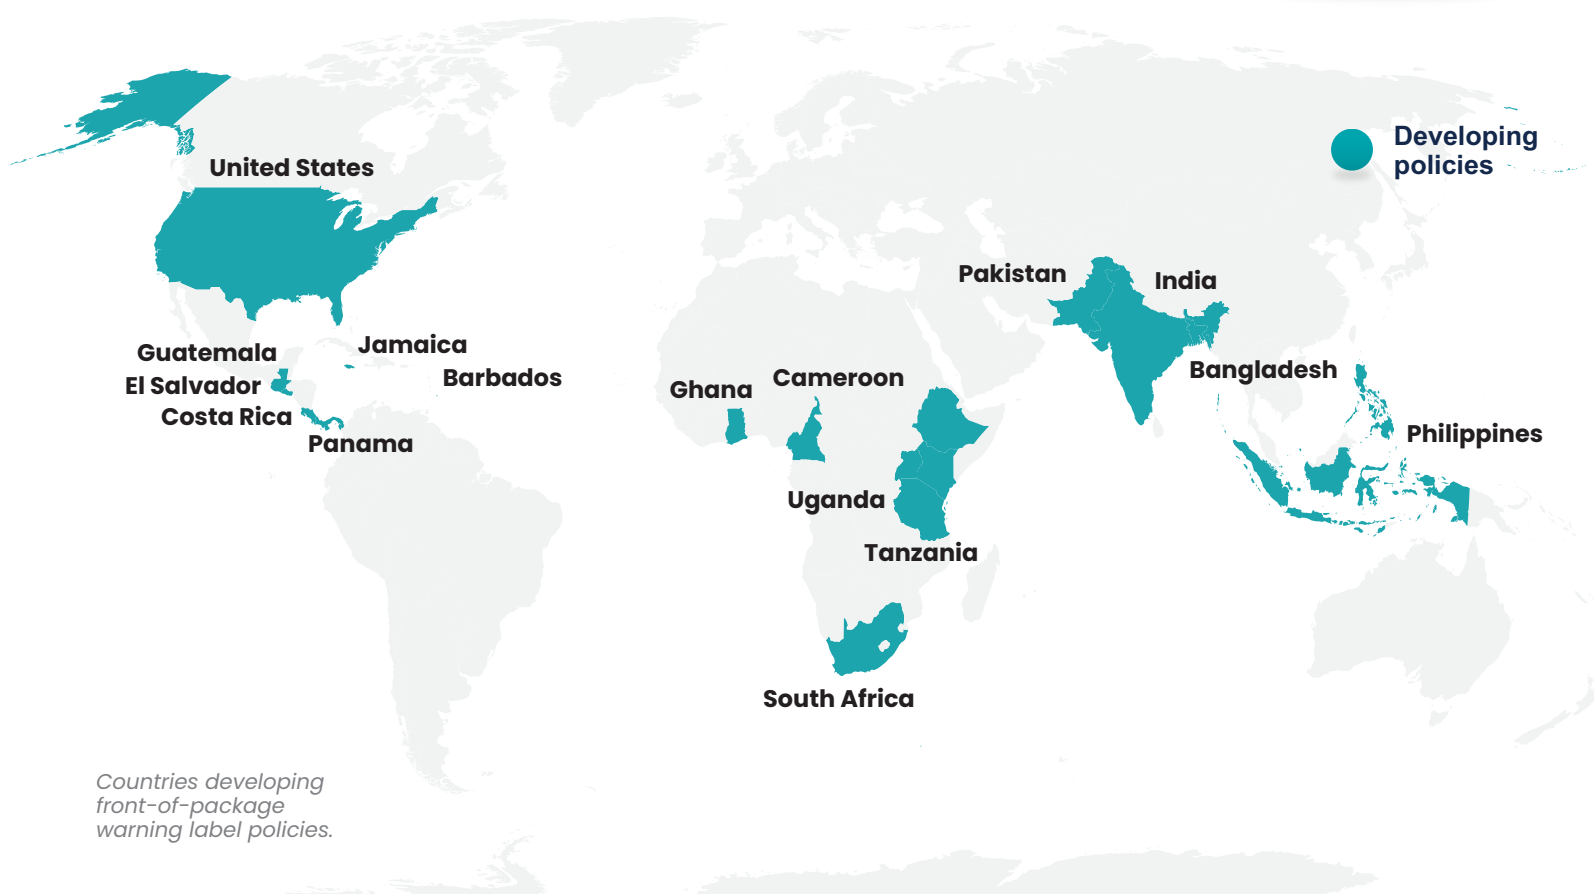 Developing
policies
United States
Pakistan
India
Jamaica
Guatemala
Bangladesh
Barbados
Cameroon
El Salvador
Ghana
Costa Rica
Panama
Philippines
Uganda
Tanzania
South Africa
Countries developing
front-of-package
warning label policies.